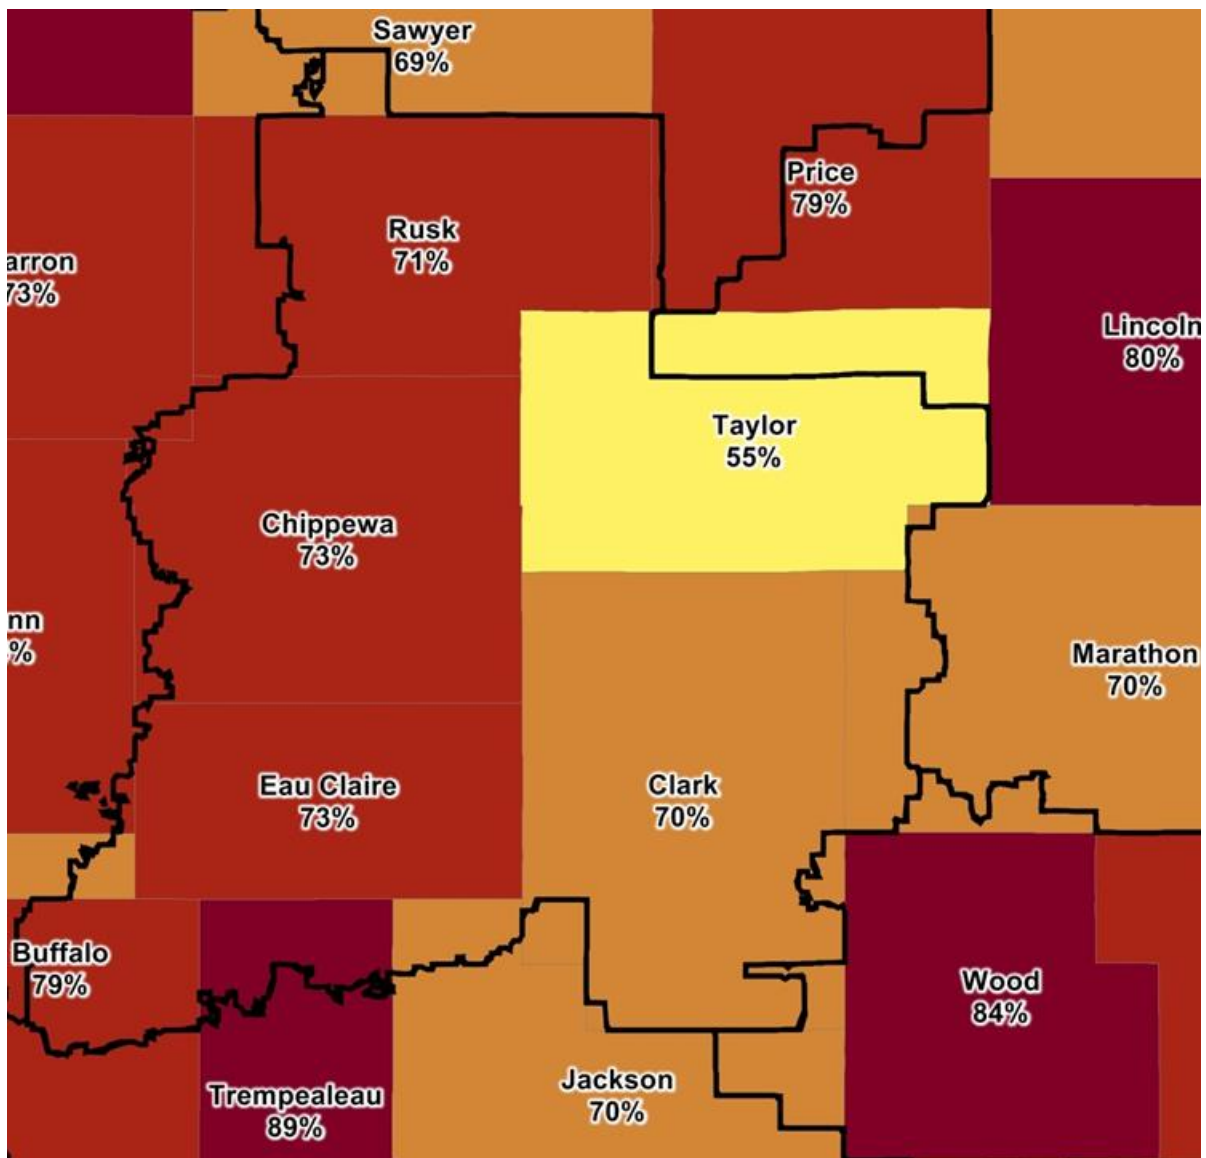 Sawyer
69%
Price
79%
Rusk
71%
arron
73%
Lincoln
80%
Taylor
55%
Chippewa
73%
nn
%
Marathon
70%
Eau Claire
73%
Clark
70%
Buffalo
79%
Wood
84%
Jackson
70%
Trempealeau
89%